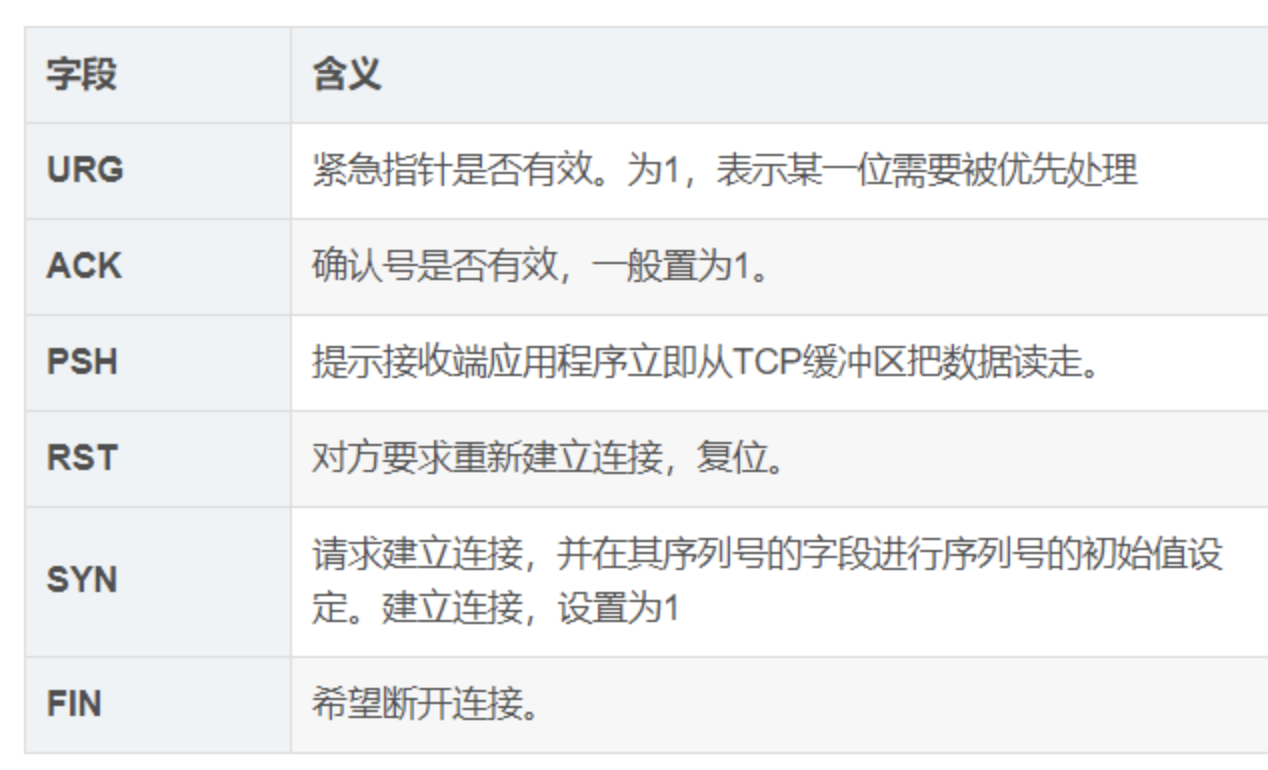 字段 含义
URG 紧急指针是否有效。为1，表示某一位需要被优先处理
ACK 确认号是否有效，一般置为1。
PSH 提示接收端应用程序立即从TCP缓冲区把数据读走。
RST 对方要求重新建立连接，复位。
SYN 请求建立连接，并在其序列号的字段进行序列号的初始值设
定。建立连接，设置为1
FIN 希望断开连接。